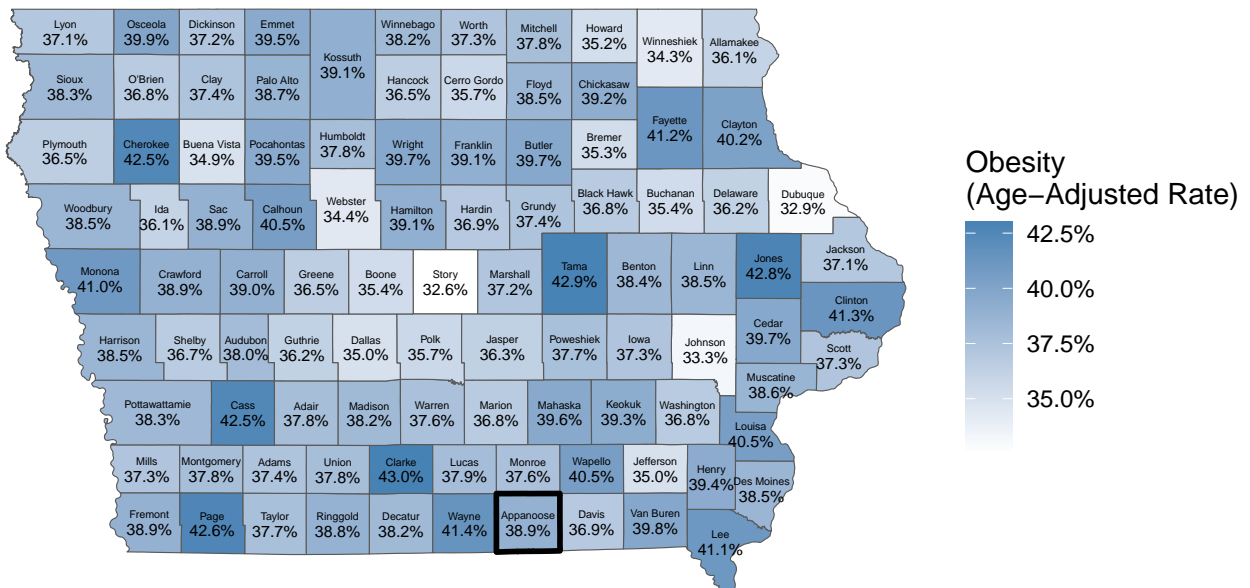 Lyon
37.1%
Osceola
39.9%
Dickinson
37.2%
Emmet
39.5%
Kossuth
39.1%
Winnebago
38.2%
Worth
37.3%
Mitchell
37.8%
Howard
35.2%
Winneshiek
34.3%
Allamakee
36.1%
Sioux
38.3%
O'Brien
36.8%
Clay
37.4%
Palo Alto
38.7%
Hancock
36.5%
Cerro Gordo
35.7%
Floyd
38.5%
Chickasaw
39.2%
Fayette
41.2%
Clayton
40.2%
Plymouth
36.5%
Cherokee
42.5%
Buena Vista
34.9%
Pocahontas
39.5%
Humboldt
37.8%
Wright
39.7%
Franklin
39.1%
Butler
39.7%
Bremer
35.3%
Woodbury
38.5%
Ida
36.1%
Sac
38.9%
Calhoun
40.5%
Webster
34.4%
Hamilton
39.1%
Hardin
36.9%
Grundy
37.4%
Black Hawk
36.8%
Buchanan
35.4%
Delaware
36.2%
Dubuque
32.9%
Monona
41.0%
Crawford
38.9%
Carroll
39.0%
Greene
36.5%
Boone
35.4%
Story
32.6%
Marshall
37.2%
Tama
42.9%
Benton
38.4%
Linn
38.5%
Jones
42.8%
Jackson
37.1%
Clinton
41.3%
Harrison
38.5%
Shelby
36.7%
Audubon
38.0%
Guthrie
36.2%
Dallas
35.0%
Polk
35.7%
Jasper
36.3%
Poweshiek
37.7%
Iowa
37.3%
Johnson
33.3%
Cedar
39.7%
Scott
37.3%
Muscatine
38.6%
Pottawattamie
38.3%
Cass
42.5%
Adair
37.8%
Madison
38.2%
Warren
37.6%
Marion
36.8%
Mahaska
39.6%
Keokuk
39.3%
Washington
36.8%
Louisa
40.5%
Mills
37.3%
Montgomery
37.8%
Adams
37.4%
Union
37.8%
Clarke
43.0%
Lucas
37.9%
Monroe
37.6%
Wapello
40.5%
Jefferson
35.0%
Henry
39.4%
Des Moines
38.5%
Fremont
38.9%
Page
42.6%
Taylor
37.7%
Ringgold
38.8%
Decatur
38.2%
Wayne
41.4%
Appanoose
38.9%
Davis
36.9%
Van Buren
39.8%
Lee
41.1%
Obesity
(Age−Adjusted Rate)
42.5%
40.0%
37.5%
35.0%